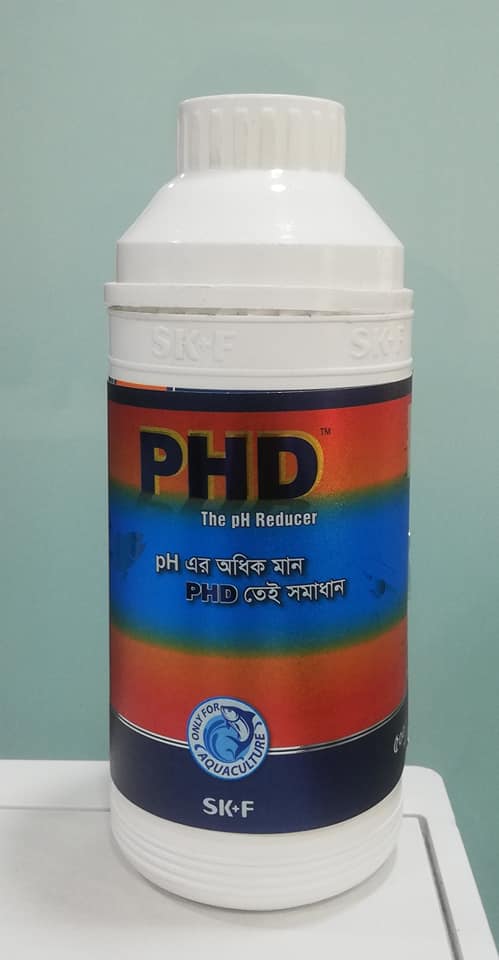 SK+F SK+F
PHD™
The pH Reducer
pH এর অধিক মান
PHD তেই সমাধান
ONLY FOR
AQUACULTURE
SK+F